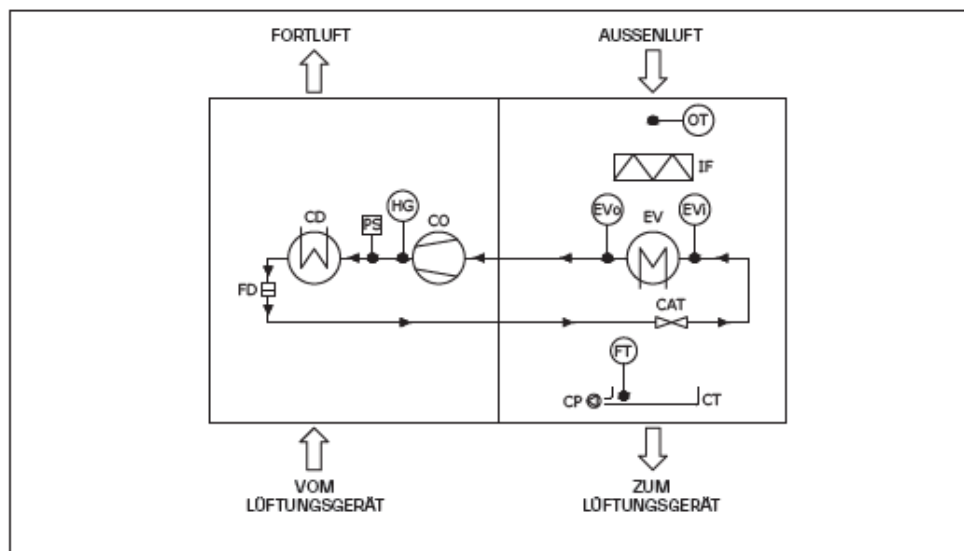 FORTLUFT
AUSSENLUFT
OT
IF
HG
PS
CD
CO
EVo
EV
EVi
FD
CAT
FT
CP
CT
VOM
LÜFTUNGSGERÄT
ZUM
LÜFTUNGSGERÄT